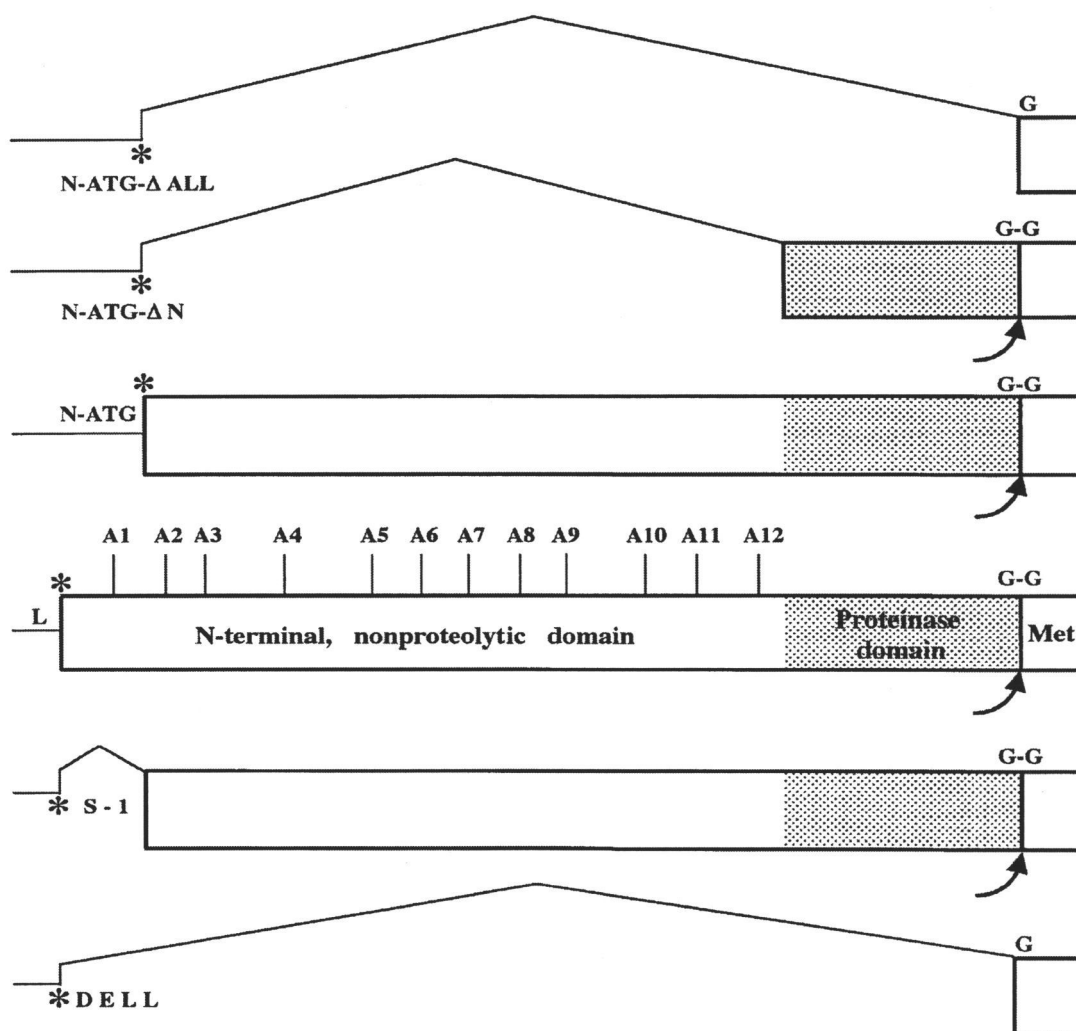 G
*
N-ATG-Δ ALL
G-G
*
N-ATG-Δ N
*
N-ATG
G-G
A1 A2 A3 A4 A5 A6 A7 A8 A9 A10 A11 A12
*
G-G
L
N-terminal, nonproteolytic domain
Proteinase
domain
Met
G-G
* S - 1
G
* D E L L